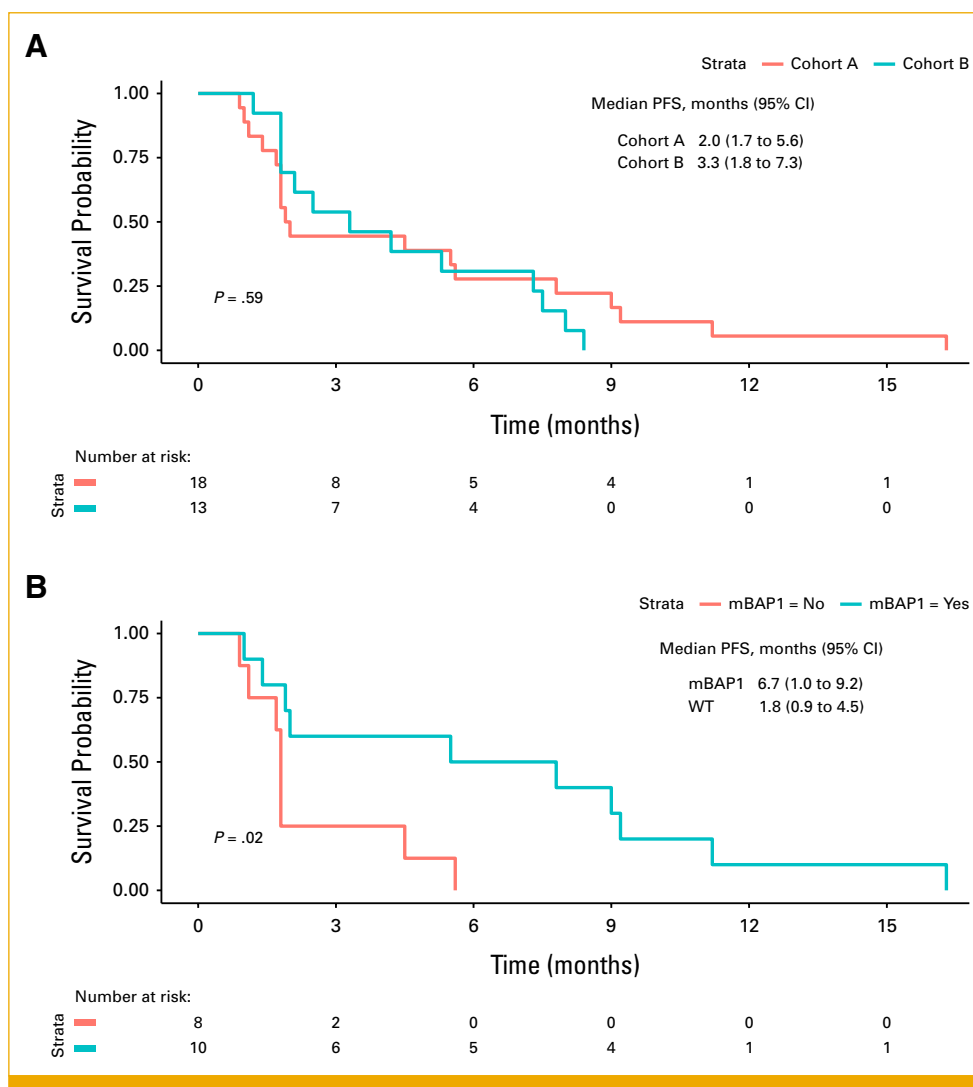 A
Strata Cohort A Cohort B
Median PFS, months (95% CI)
Cohort A 2.0 (1.7 to 5.6)
Cohort B 3.3 (1.8 to 7.3)
1.00
0.75
0.50
0.25
0.00
Survival Probability
P = .59
0 3 6 9 12 15
Time (months)
Number at risk:
Strata
18 8 5 4 1 1
13 7 4 0 0 0
B
Strata mBAP1 = No mBAP1 = Yes
Median PFS, months (95% CI)
mBAP1 6.7 (1.0 to 9.2)
WT 1.8 (0.9 to 4.5)
1.00
0.75
0.50
0.25
0.00
Survival Probability
P = .02
0 3 6 9 12 15
Time (months)
Number at risk:
Strata
8 2 0 0 0 0
10 6 5 4 1 1